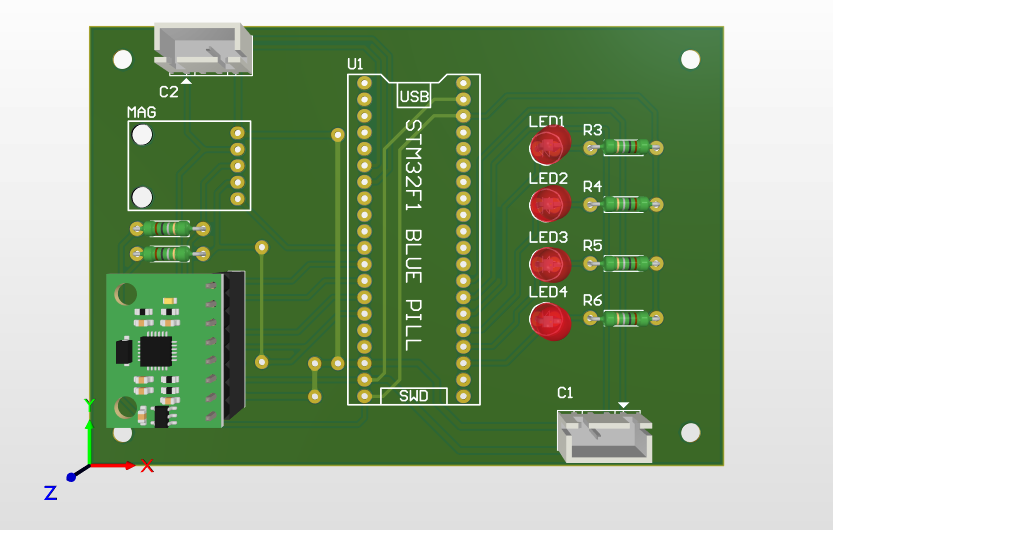 U1
C2
USB
MAG
LED1
R3
STM32F1 BLUE PILL
LED2
R4
LED3
R5
LED4
R6
C1
SWD
Y
X
Z